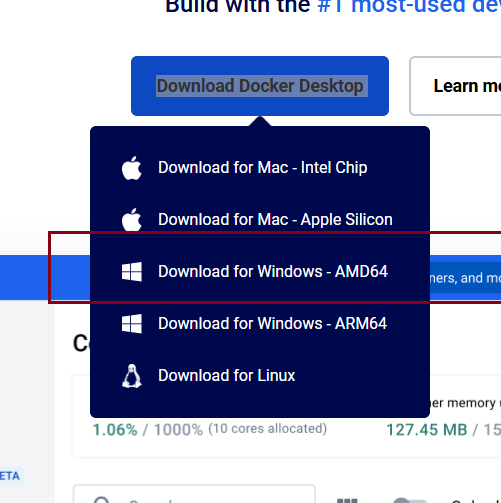 Build with the #1 most-used de
Download Docker Desktop
Learn m
Download for Mac - Intel Chip
Download for Mac - Apple Silicon
Download for Windows - AMD64
ners, and mo
Download for Windows - ARM64
Download for Linux
er memory
1.06% / 1000% (10 cores allocated)
127.45 MB / 15
ETA